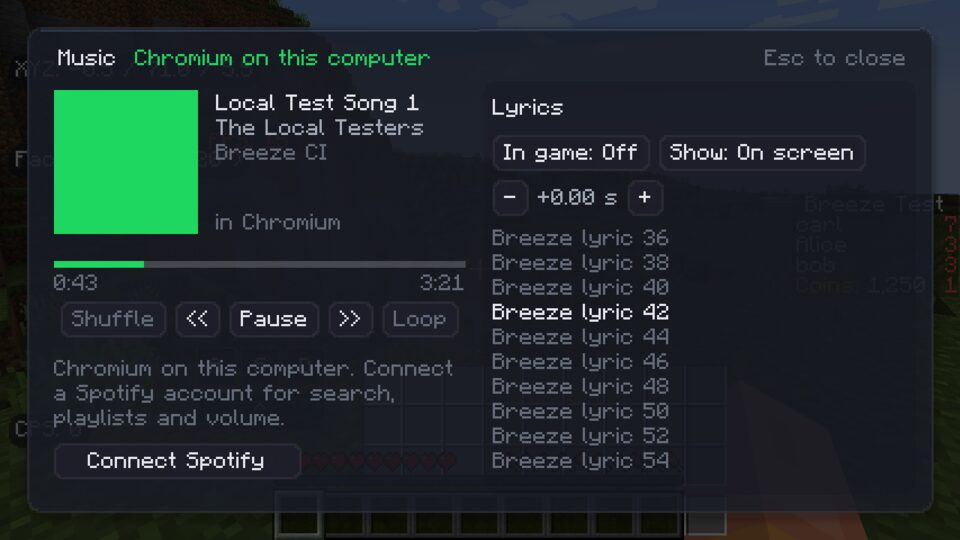 Music Chromium on this computer
Esc to close
Local Test Song 1
The Local Testers
Breeze CI
in Chromium
0:43
3:21
Shuffle
<<
Pause
>>
Loop
Chromium on this computer. Connect
a Spotify account for search,
playlists and volume.
Connect Spotify
Lyrics
In game: Off
Show: On screen
-
+0.00 s
+
Breeze lyric 36
Breeze lyric 38
Breeze lyric 40
Breeze lyric 42
Breeze lyric 44
Breeze lyric 46
Breeze lyric 48
Breeze lyric 50
Breeze lyric 52
Breeze lyric 54
Breeze Test
carl
Alice
bob
Coins: 1,250